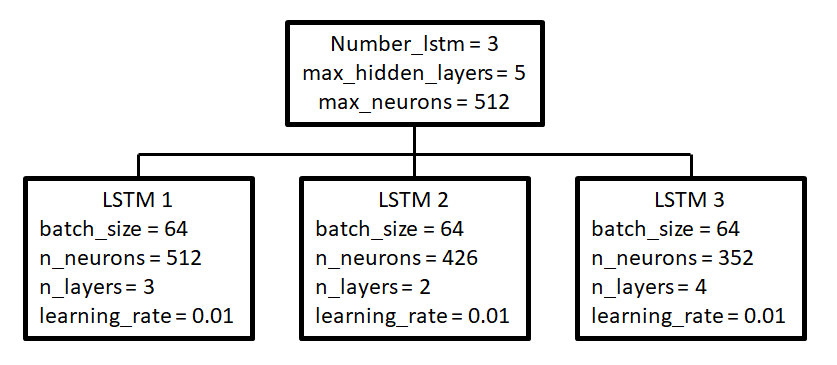 Number_lstm = 3
max_hidden_layers = 5
max_neurons = 512
LSTM 1
batch_size = 64
n_neurons = 512
n_layers = 3
learning_rate = 0.01
LSTM 2
batch_size = 64
n_neurons = 426
n_layers = 2
learning_rate = 0.01
LSTM 3
batch_size = 64
n_neurons = 352
n_layers = 4
learning_rate = 0.01